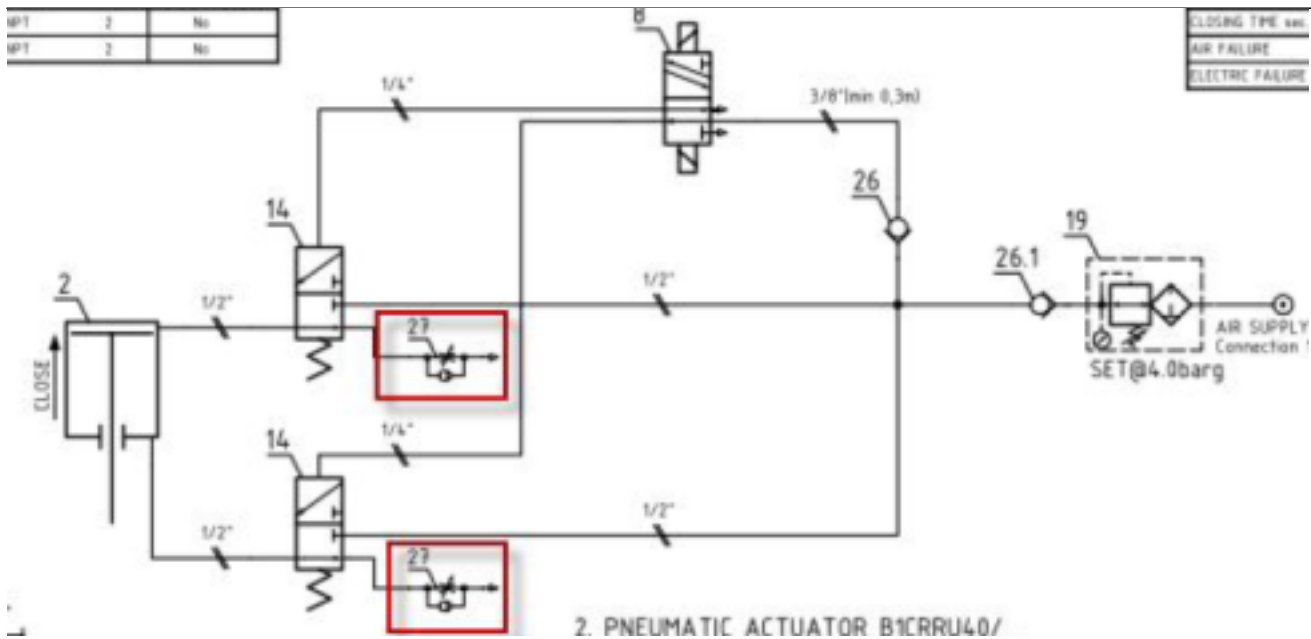 NPT 2 No
NPT 2 No
8
CLOSING TIME sec.
AIR FAILURE
ELECTRIC FAILURE
1/4"
3/8"(min 0,3m)
26
14
19
26.1
2
1/2"
1/2"
27
AIR SUPPLY
Connection
CLOSE
SET@4.0barg
14
1/4"
1/2"
1/2"
27
2. PNEUMATIC ACTUATOR B1CRRU40/